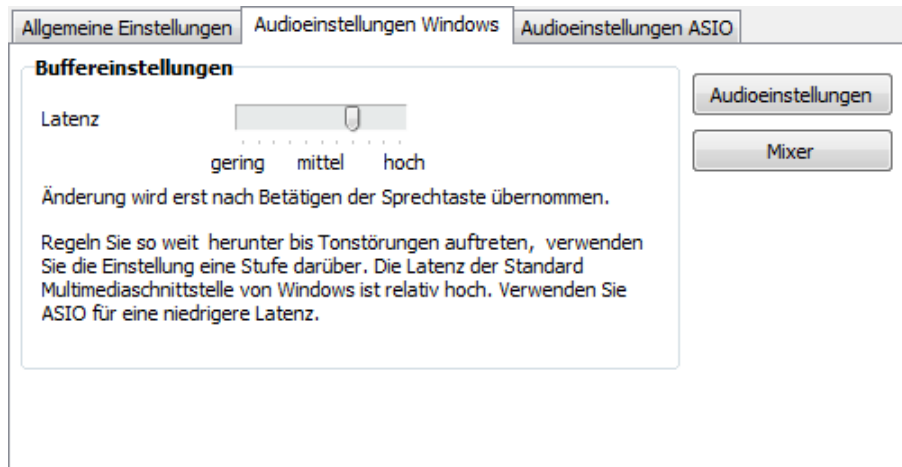 Allgemeine Einstellungen
Audioeinstellungen Windows
Audioeinstellungen ASIO
Buffereinstellungen
Latenz
gering mittel hoch
Änderung wird erst nach Betätigen der Sprechtaste übernommen.
Regeln Sie so weit  herunter bis Tonstörungen auftreten,  verwenden
Sie die Einstellung eine Stufe darüber. Die Latenz der Standard
Multimediaschnittstelle von Windows ist relativ hoch. Verwenden Sie
ASIO für eine niedrigere Latenz.
Audioeinstellungen
Mixer